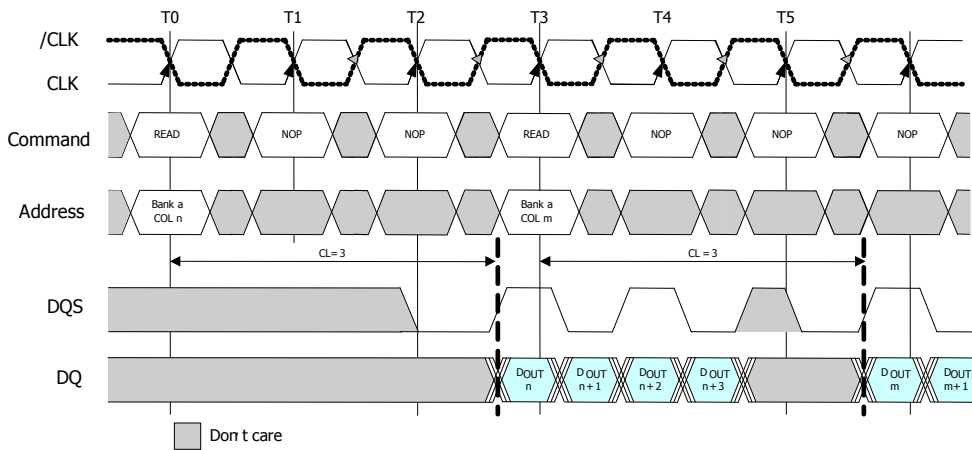 T0 T1 T2 T3 T4 T5
/CLK
CLK
Command READ NOP NOP READ NOP NOP NOP
Address Bank a COL n Bank a COL m
CL= 3 CL = 3
DQS
DQ DOUT n DOUT n+1 DOUT n+2 DOUT n+3 DOUT m DOUT m+1
Don't care